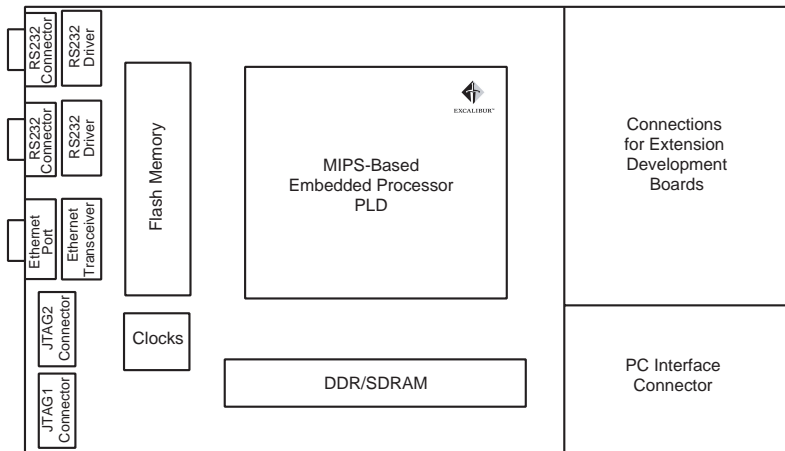 RS232
Connector
RS232
Driver
RS232
Connector
RS232
Driver
Ethernet
Port
Ethernet
Transceiver
JTAG2
Connector
JTAG1
Connector
Flash Memory
Clocks
EXCALIBUR™
MIPS-Based
Embedded Processor
PLD
DDR/SDRAM
Connections
for Extension
Development
Boards
PC Interface
Connector